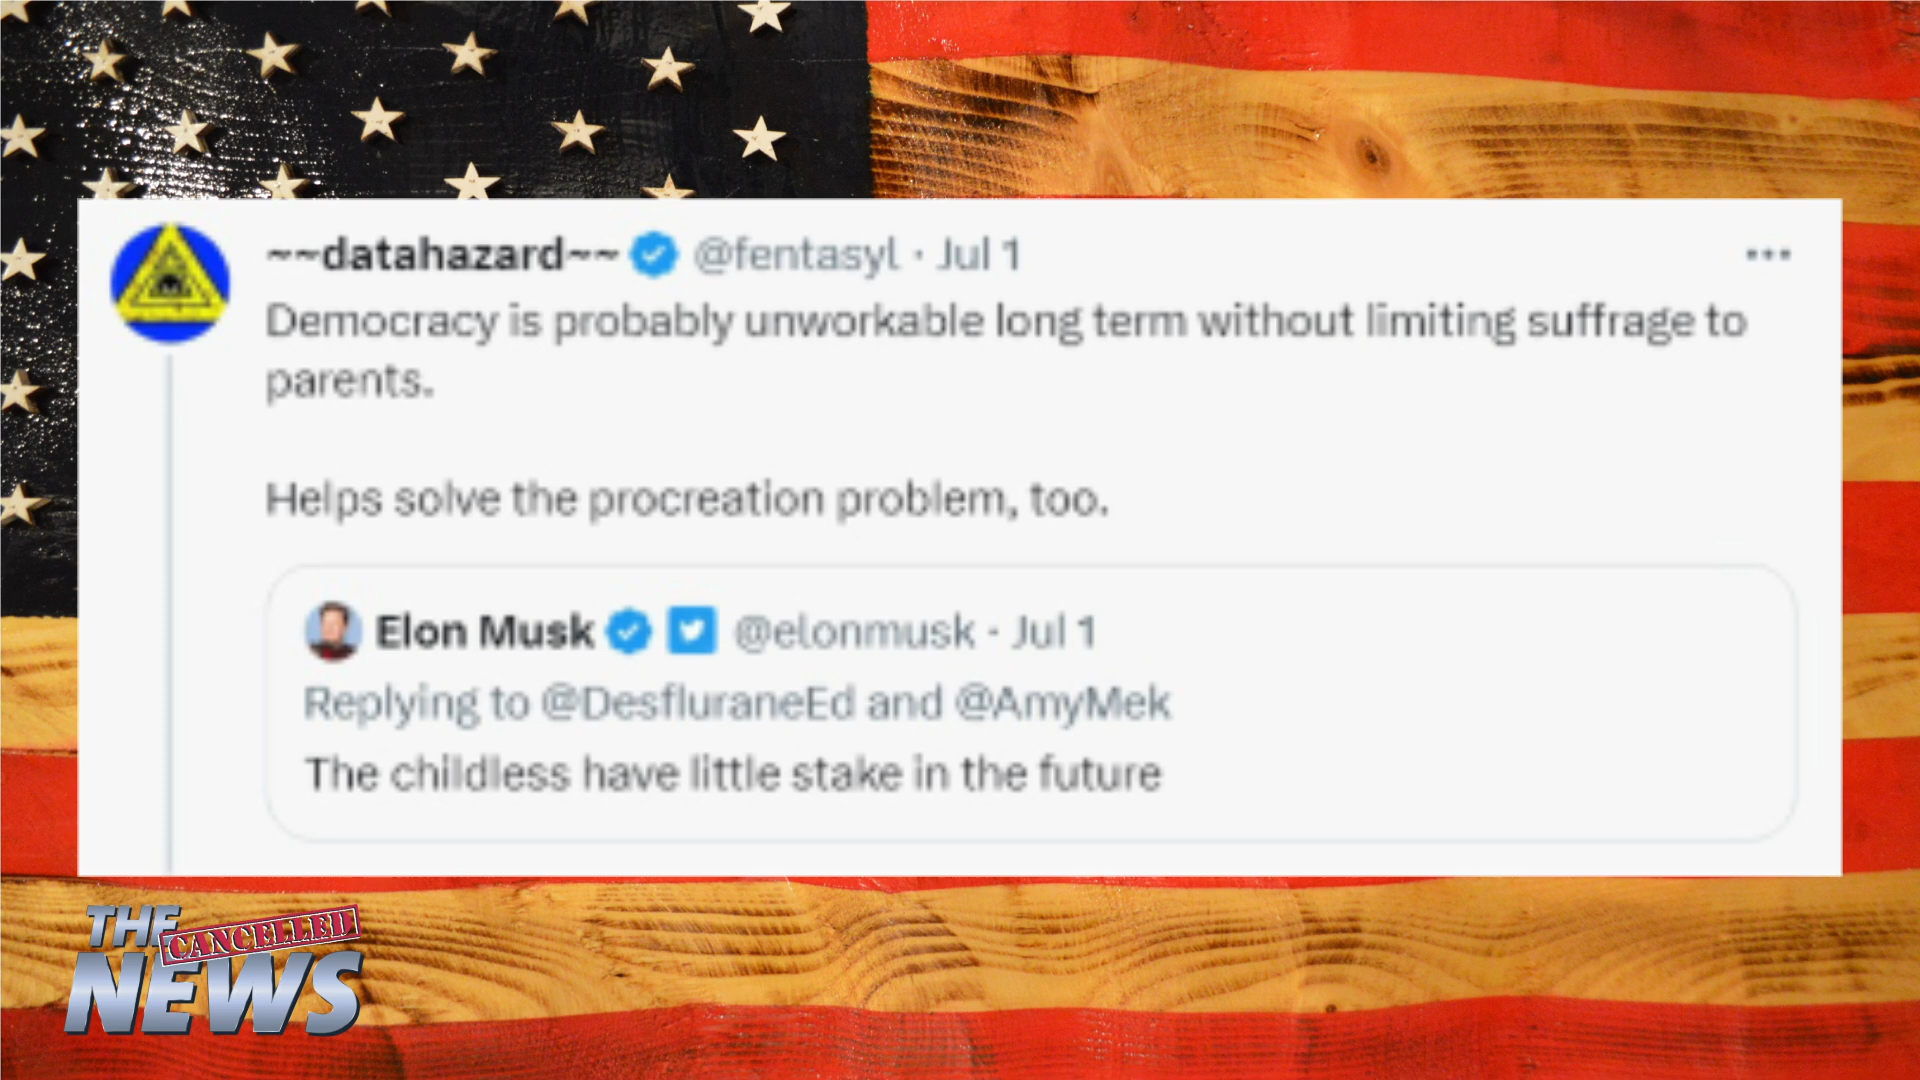 ~~datahazard~~ @fentasyl · Jul 1
Democracy is probably unworkable long term without limiting suffrage to
parents.
Helps solve the procreation problem, too.
Elon Musk @elonmusk · Jul 1
Replying to @DesfluraneEd and @AmyMek
The childless have little stake in the future
THE
CANCELLED
NEWS